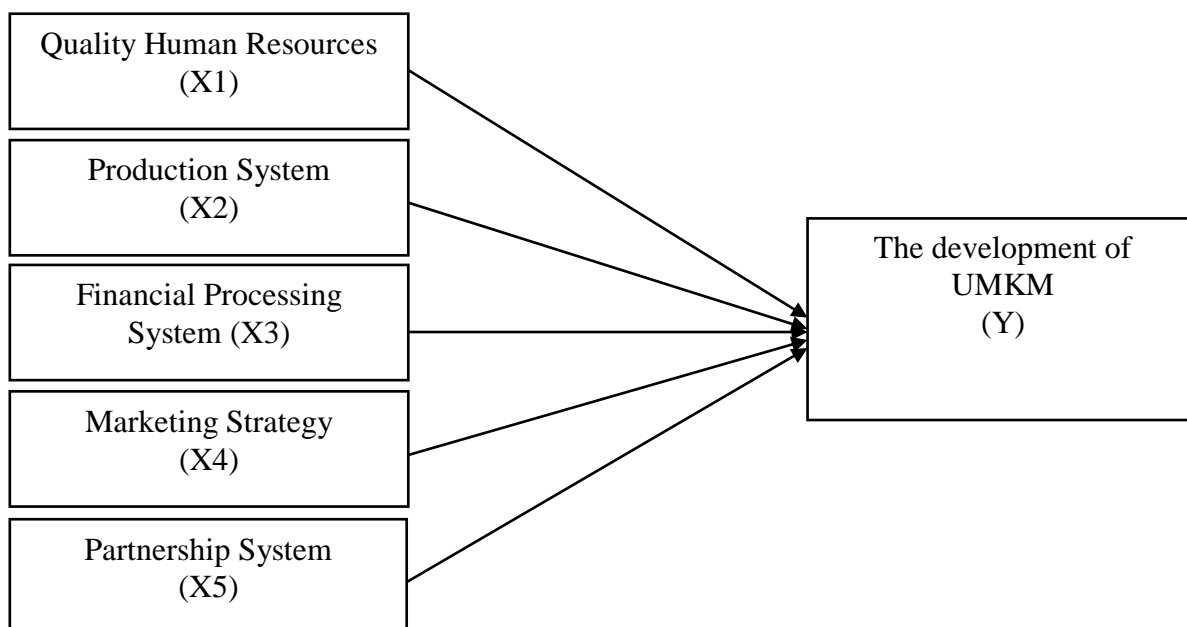 Quality Human Resources
(X1)
Production System
(X2)
Financial Processing
System (X3)
Marketing Strategy
(X4)
Partnership System
(X5)
The development of
UMKM
(Y)